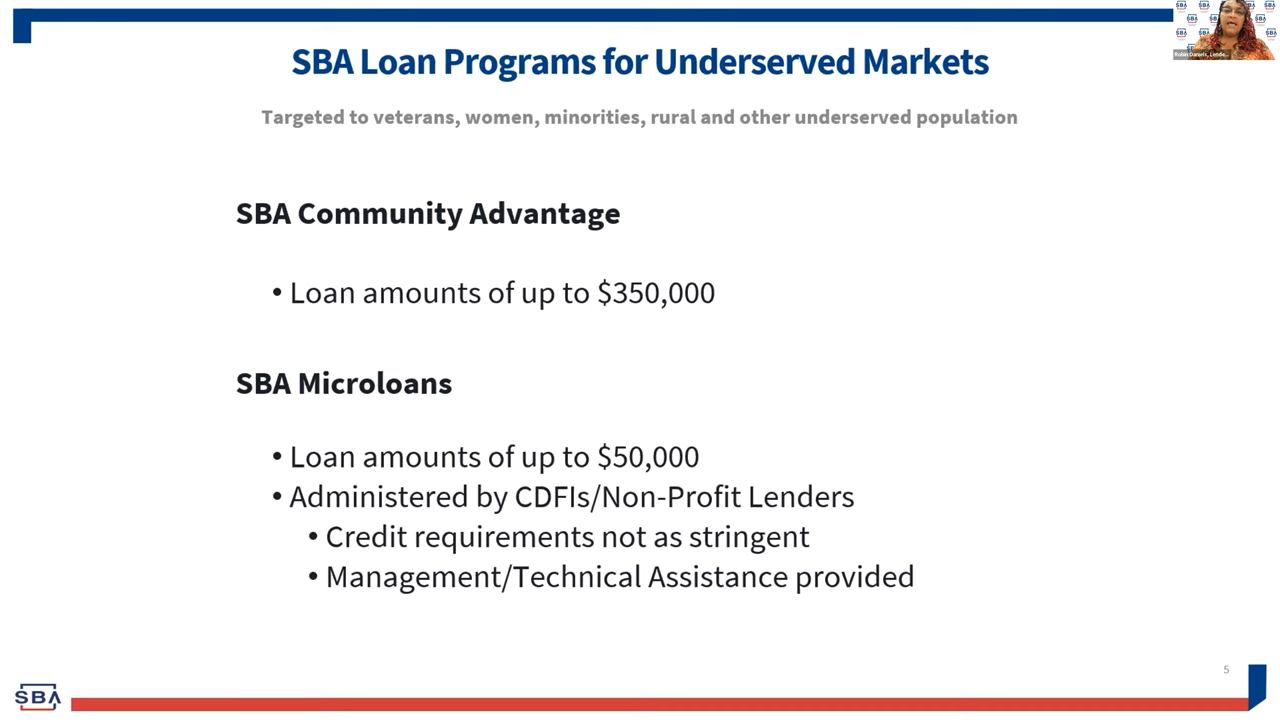 SBA Loan Programs for Underserved Markets
Targeted to veterans, women, minorities, rural and other underserved population
SBA Community Advantage
• Loan amounts of up to $350,000
SBA Microloans
• Loan amounts of up to $50,000
• Administered by CDFIs/Non-Profit Lenders
• Credit requirements not as stringent
• Management/Technical Assistance provided
5
SBA